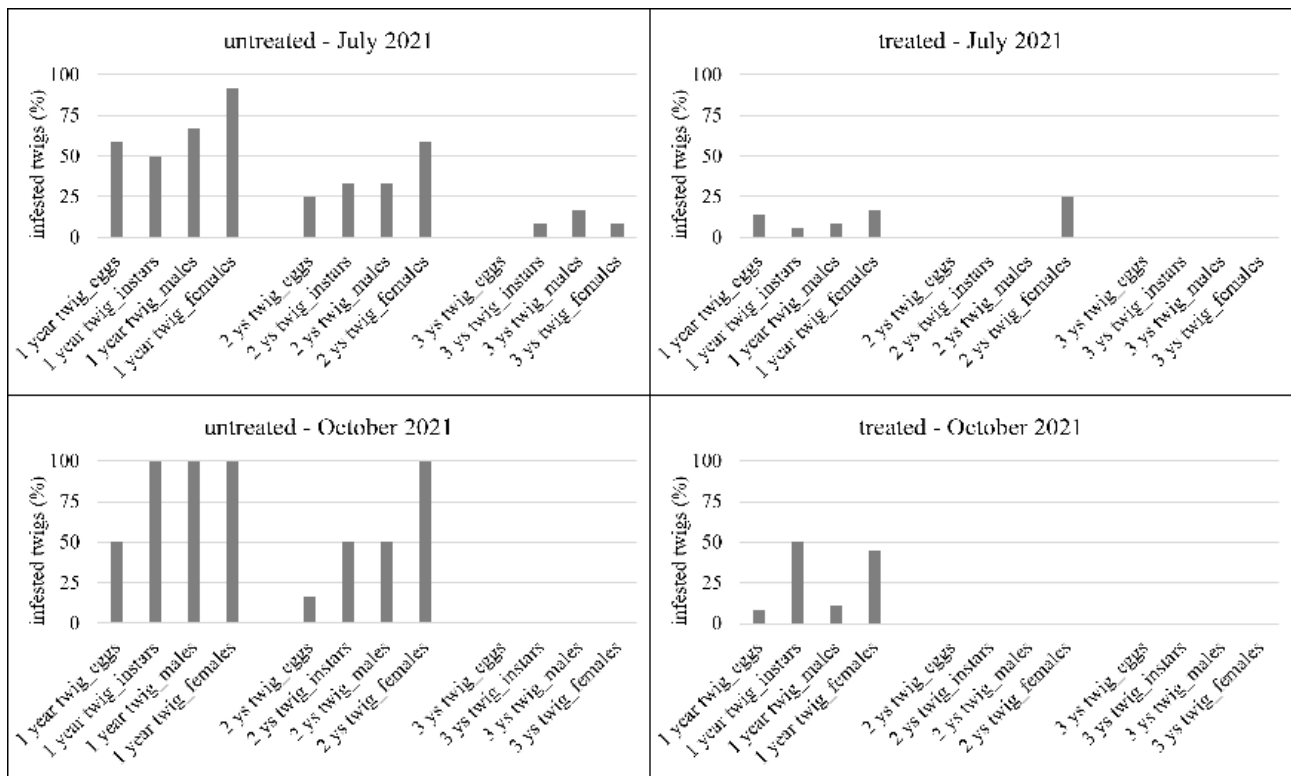 untreated - July 2021
infested twigs (%)
100
75
50
25
0
1 year twig_eggs
1 year twig_instars
1 year twig_males
1 year twig_females
2 ys twig_eggs
2 ys twig_instars
2 ys twig_males
2 ys twig_females
3 ys twig_eggs
3 ys twig_instars
3 ys twig_males
3 ys twig_females
treated - July 2021
infested twigs (%)
100
75
50
25
0
1 year twig_eggs
1 year twig_instars
1 year twig_males
1 year twig_females
2 ys twig_eggs
2 ys twig_instars
2 ys twig_males
2 ys twig_females
3 ys twig_eggs
3 ys twig_instars
3 ys twig_males
3 ys twig_females
untreated - October 2021
infested twigs (%)
100
75
50
25
0
1 year twig_eggs
1 year twig_instars
1 year twig_males
1 year twig_females
2 ys twig_eggs
2 ys twig_instars
2 ys twig_males
2 ys twig_females
3 ys twig_eggs
3 ys twig_instars
3 ys twig_males
3 ys twig_females
treated - October 2021
infested twigs (%)
100
75
50
25
0
1 year twig_eggs
1 year twig_instars
1 year twig_males
1 year twig_females
2 ys twig_eggs
2 ys twig_instars
2 ys twig_males
2 ys twig_females
3 ys twig_eggs
3 ys twig_instars
3 ys twig_males
3 ys twig_females